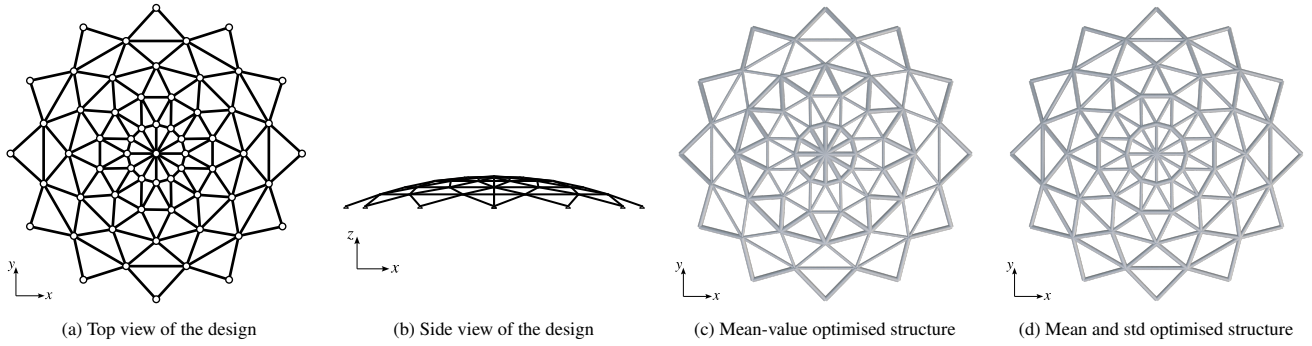 y
x
(a) Top view of the design
z
x
(b) Side view of the design
y
x
(c) Mean-value optimised structure
y
x
(d) Mean and std optimised structure